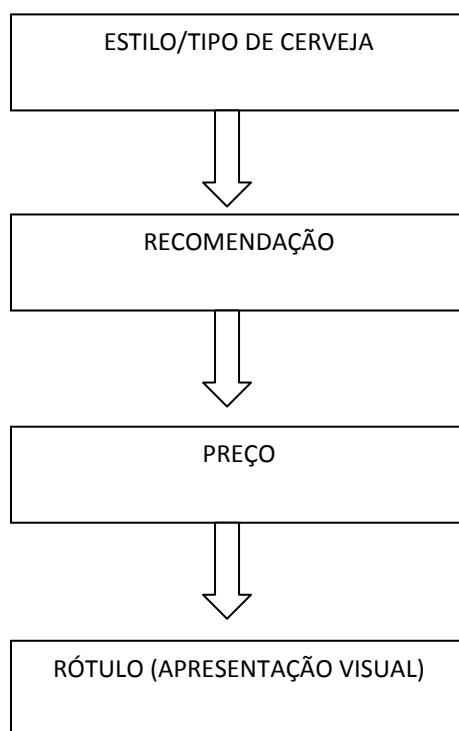 ESTILO/TIPO DE CERVEJA
RECOMENDAÇÃO
PREÇO
RÓTULO (APRESENTAÇÃO VISUAL)